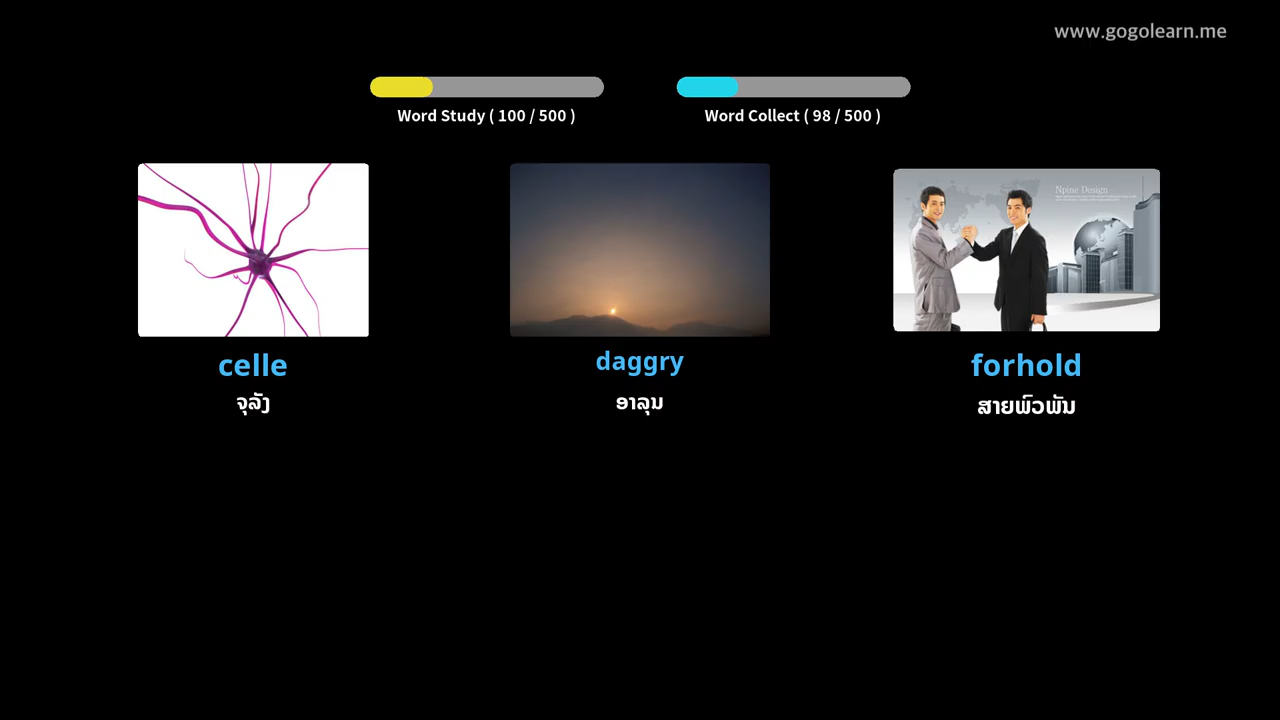 www.gogolearn.me
Word Study ( 100 / 500 )
Word Collect ( 98 / 500 )
Npine Design
celle
daggry
forhold
ຈຸລັງ
ອາລຸນ
ສາຍພົວພັນ